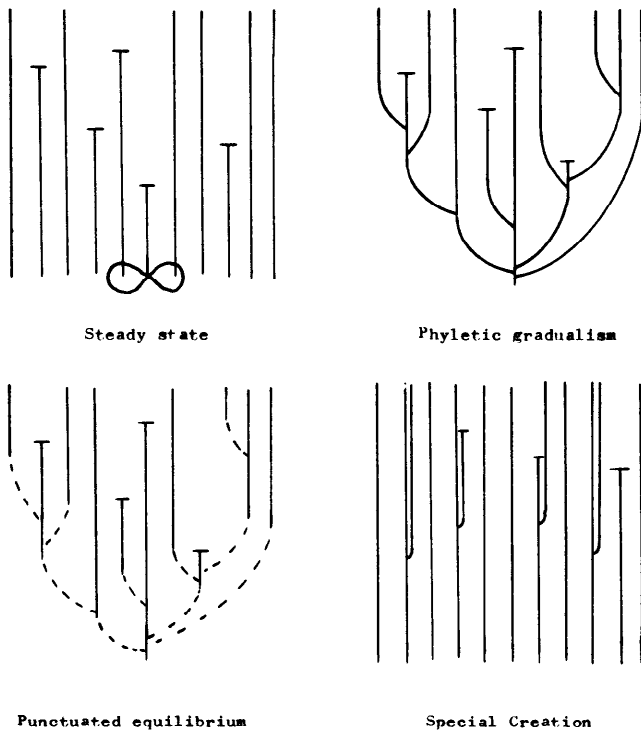 Steady state
Phyletic gradualism
Punctuated equilibrium
Special Creation